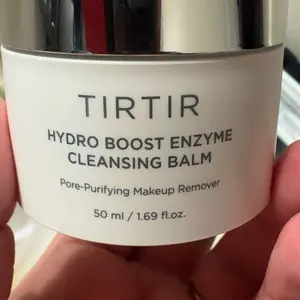 TIRTIR
HYDRO BOOST ENZYME
CLEANSING BALM
Pore-Purifying Makeup Remover
50 ml / 1.69 fl.oz.